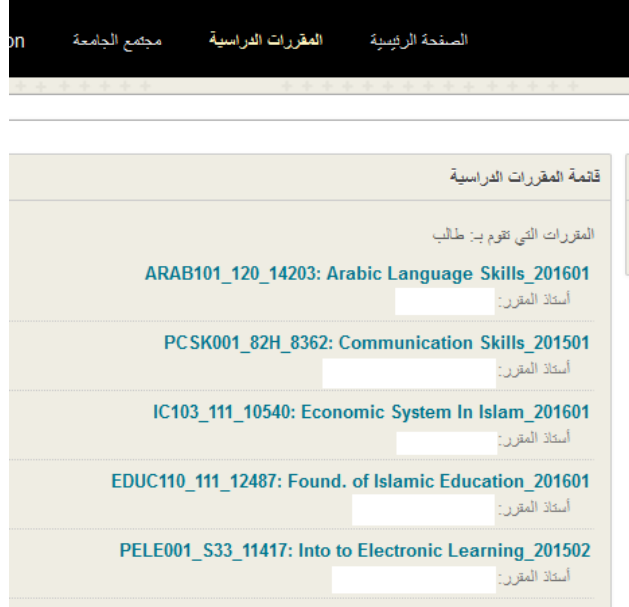 الصفحة الرئيسية المقررات الدراسية مجتمع الجامعة on
قائمة المقررات الدراسية
المقررات التي تقوم بـ: طالب
ARAB101_120_14203: Arabic Language Skills_201601
أستاذ المقرر:
PCSK001_82H_8362: Communication Skills_201501
أستاذ المقرر:
IC103_111_10540: Economic System In Islam_201601
أستاذ المقرر:
EDUC110_111_12487: Found. of Islamic Education_201601
أستاذ المقرر:
PELE001_S33_11417: Into to Electronic Learning_201502
أستاذ المقرر: